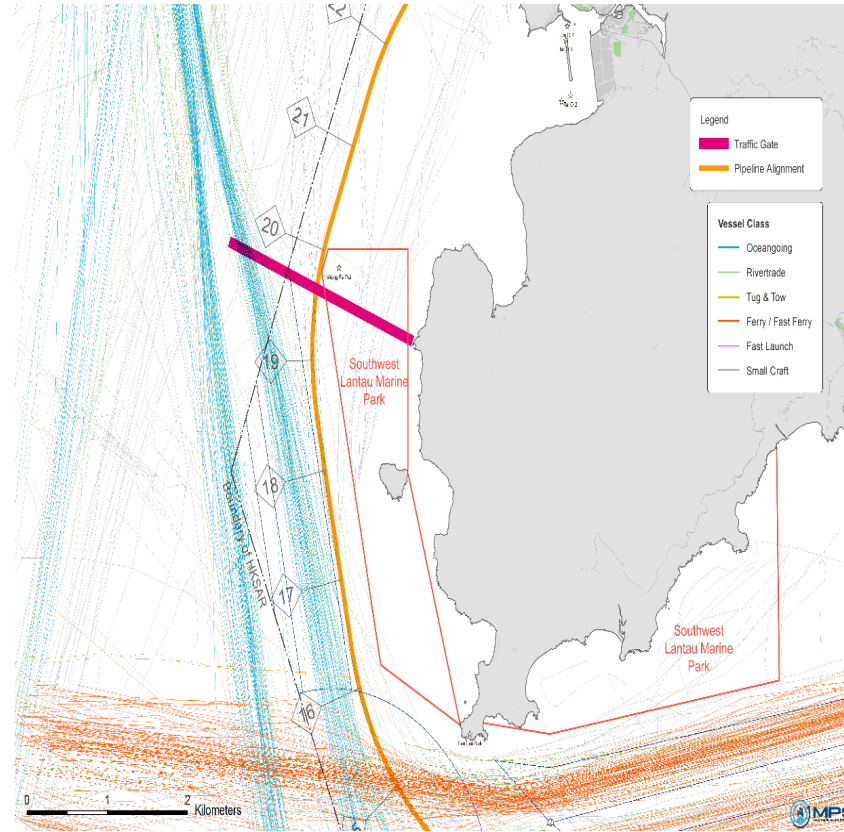 22
21
20
19
18
17
16
Legend
Traffic Gate
Pipeline Alignment
Vessel Class
Oceangoing
Rivertrade
Tug & Tow
Ferry / Fast Ferry
Fast Launch
Small Craft
Southwest
Lantau Marine
Park
Boundary of HKSAR
Southwest
Lantau Marine
Park
0
1
2
Kilometers